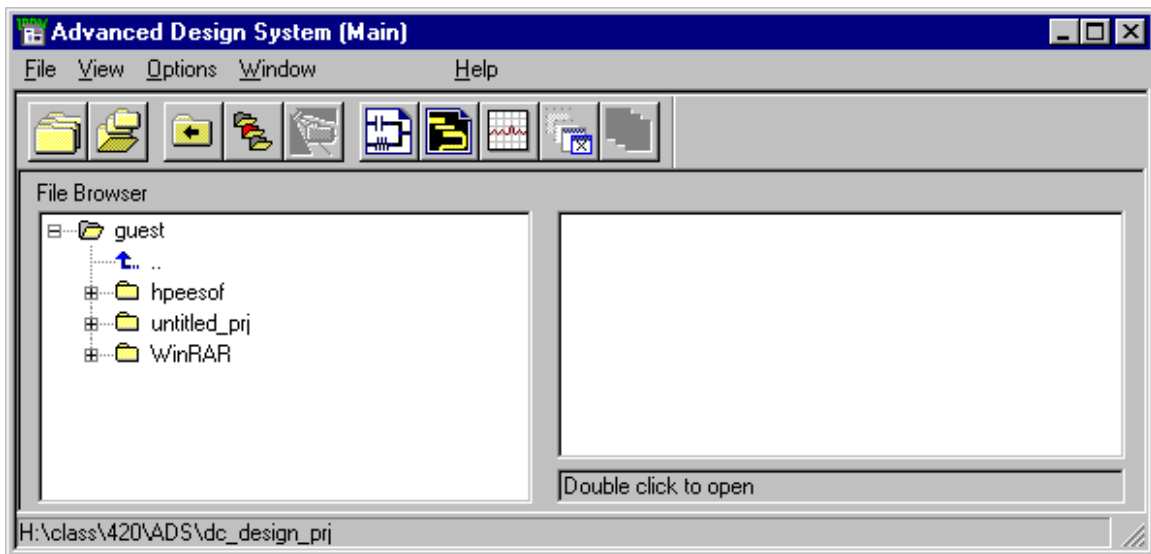 Advanced Design System (Main)
File View Options Window Help
File Browser
guest
..
hpeesof
untitled_prj
WinRAR
Double click to open
H:\class\420\ADS\dc_design_prj